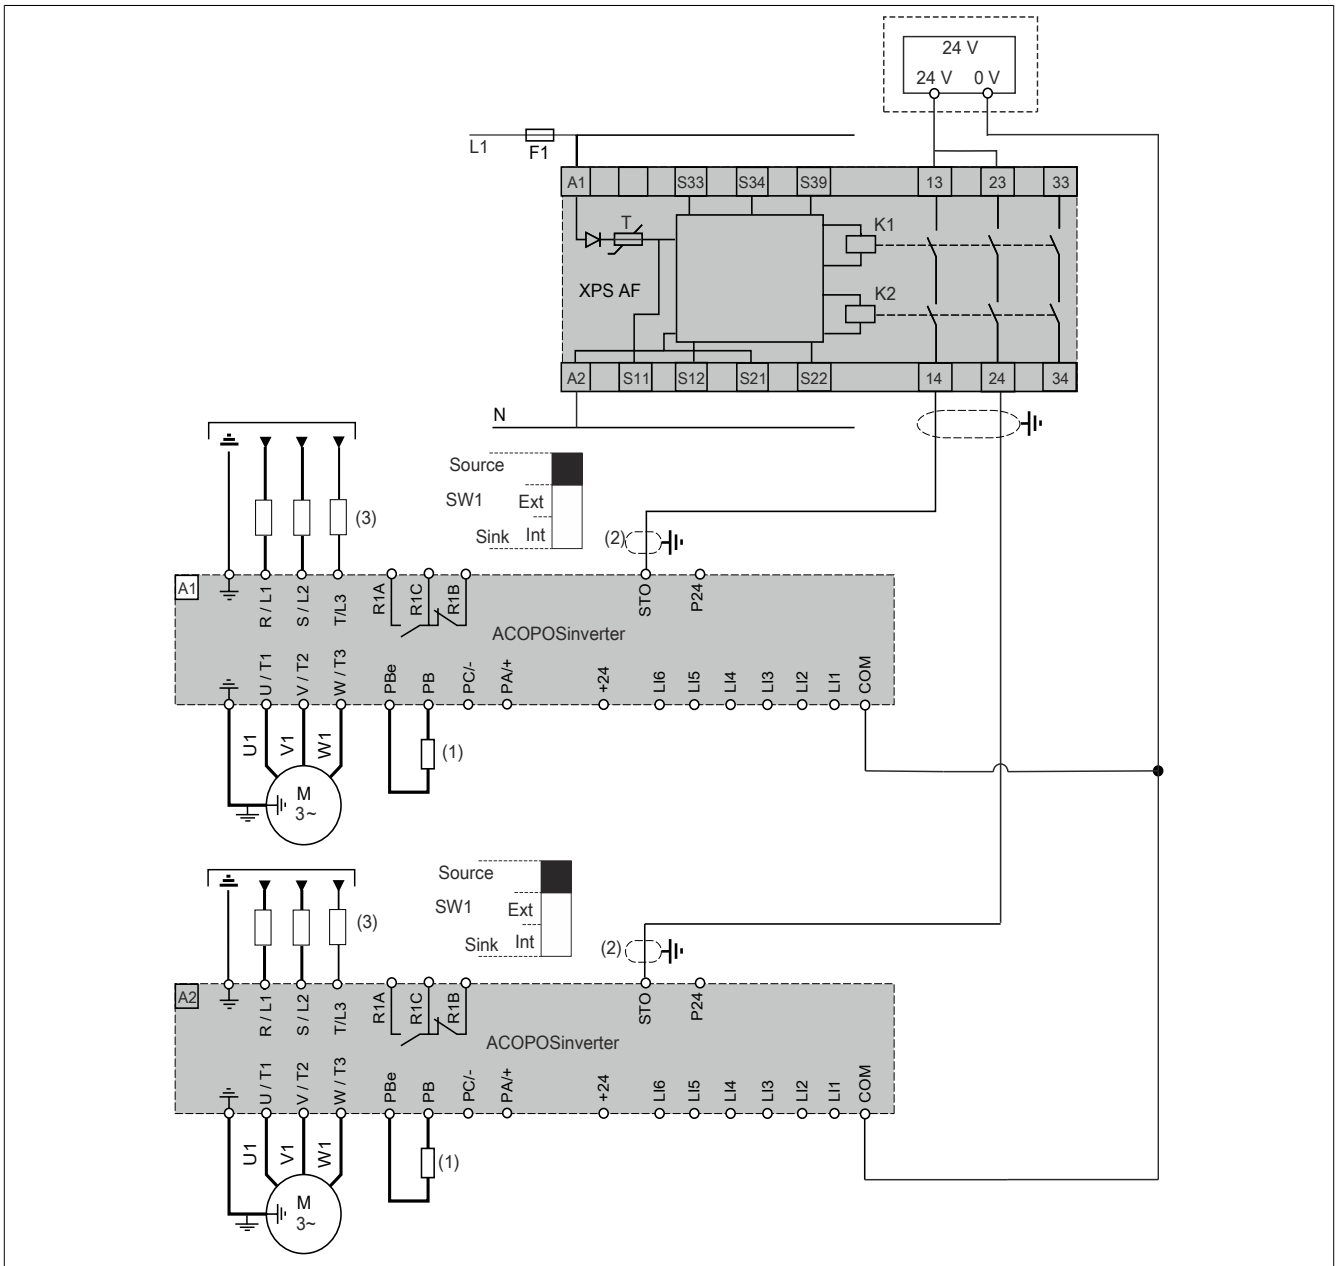 24 V
24 V 0 V
L1 F1
A1 S33 S34 S39 13 23 33
T K1
XPS AF
K2
A2 S11 S12 S21 S22 14 24 34
N
Source
SW1 Ext
Sink Int
(2)
(3)
A1
R / L1 S / L2 T/L3 R1A R1C R1B STO P24
ACOPOSinverter
U / T1 V / T2 W / T3 PBe PB PC/- PA/+ +24 LI6 LI5 LI4 LI3 LI2 LI1 COM
U1 V1 W1
(1)
M
3~
Source
SW1 Ext
Sink Int
(2)
(3)
A2
R / L1 S / L2 T/L3 R1A R1C R1B STO P24
ACOPOSinverter
U / T1 V / T2 W / T3 PBe PB PC/- PA/+ +24 LI6 LI5 LI4 LI3 LI2 LI1 COM
U1 V1 W1
(1)
M
3~